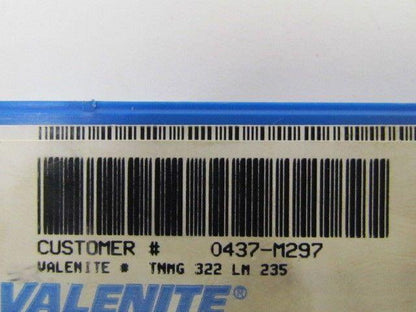 CUSTOMER # 0437-M297
VALENITE # TNMG 322 LM 235
VALENITE®